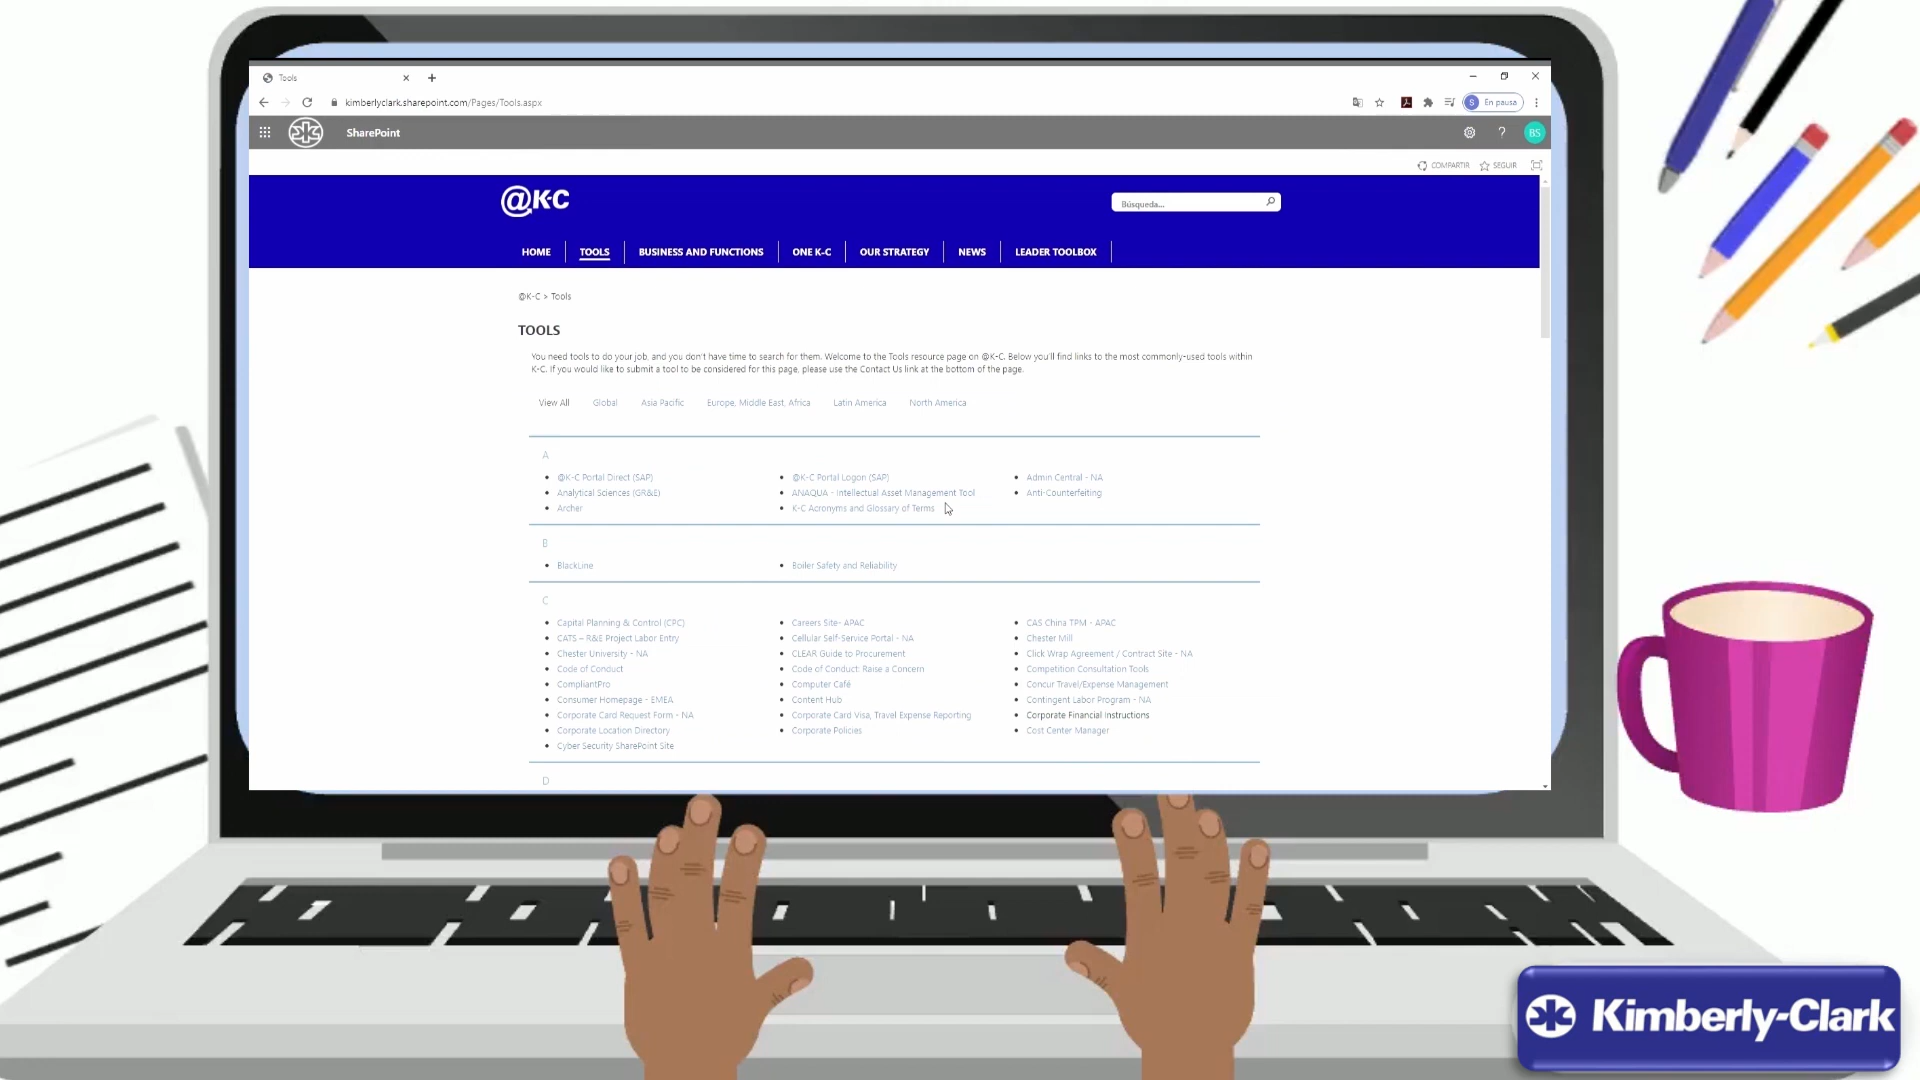 Tools
kimberlyclark.sharepoint.com/Pages/Tools.aspx
S En pausa
SharePoint
? BS
COMPARTIR SEGUIR
@K-C
Búsqueda...
HOME TOOLS BUSINESS AND FUNCTIONS ONE K-C OUR STRATEGY NEWS LEADER TOOLBOX
@K-C > Tools
TOOLS
You need tools to do your job, and you don't have time to search for them. Welcome to the Tools resource page on @K-C. Below you'll find links to the most commonly-used tools within
K-C. If you would like to submit a tool to be considered for this page, please use the Contact Us link at the bottom of the page.
View All Global Asia Pacific Europe, Middle East, Africa Latin America North America
A
@K-C Portal Direct (SAP) @K-C Portal Logon (SAP) Admin Central - NA
Analytical Sciences (GR&E) ANAQUA - Intellectual Asset Management Tool Anti-Counterfeiting
Archer K-C Acronyms and Glossary of Terms
B
BlackLine Boiler Safety and Reliability
C
Capital Planning & Control (CPC) Careers Site- APAC CAS China TPM - APAC
CATS – R&E Project Labor Entry Cellular Self-Service Portal - NA Chester Mill
Chester University - NA CLEAR Guide to Procurement Click Wrap Agreement / Contract Site - NA
Code of Conduct Code of Conduct: Raise a Concern Competition Consultation Tools
CompliantPro Computer Café Concur Travel/Expense Management
Consumer Homepage - EMEA Content Hub Contingent Labor Program - NA
Corporate Card Request Form - NA Corporate Card Visa, Travel Expense Reporting Corporate Financial Instructions
Corporate Location Directory Corporate Policies Cost Center Manager
Cyber Security SharePoint Site
D
Kimberly-Clark